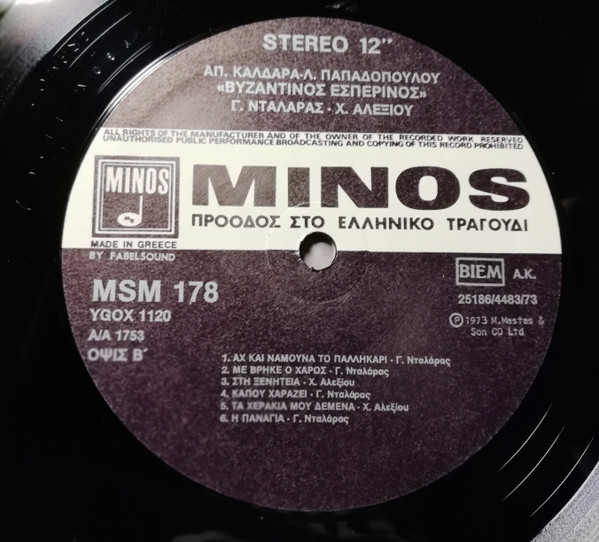 STEREO 12"
ΑΠ. ΚΑΛΔΑΡΑ-Λ. ΠΑΠΑΔΟΠΟΥΛΟΥ
«ΒΥΖΑΝΤΙΝΟΣ ΕΣΠΕΡΙΝΟΣ»
Γ. ΝΤΑΛΑΡΑΣ - Χ. ΑΛΕΞΙΟΥ
ALL RIGHTS OF THE MANUFACTURER AND OF THE OWNER OF THE RECORDED WORK RESERVED
UNAUTHORISED PUBLIC PERFORMANCE BROADCASTING AND COPYING OF THIS RECORD PROHIBITED
MINOS
MINOS
ΠΡΟΟΔΟΣ ΣΤΟ ΕΛΛΗΝΙΚΟ ΤΡΑΓΟΥΔΙ
MADE IN GREECE
BY FABELSOUND
BIEM A.K.
MSM 178
25186/4483/73
YGOX 1120
Ⓟ 1973 M.Matsas &
Son CO Ltd
A/A 1753
ΟΨΙΣ Β΄
1. ΑΧ ΚΑΙ ΝΑΜΟΥΝΑ ΤΟ ΠΑΛΛΗΚΑΡΙ - Γ. Νταλάρας
2. ΜΕ ΒΡΗΚΕ Ο ΧΑΡΟΣ - Γ. Νταλάρας
3. ΣΤΗ ΞΕΝΗΤΕΙΑ - Χ. Αλεξίου
4. ΚΑΠΟΥ ΧΑΡΑΖΕΙ - Γ. Νταλάρας
5. ΤΑ ΧΕΡΑΚΙΑ ΜΟΥ ΔΕΜΕΝΑ - Χ. Αλεξίου
6. Η ΠΑΝΑΓΙΑ - Γ. Νταλάρας